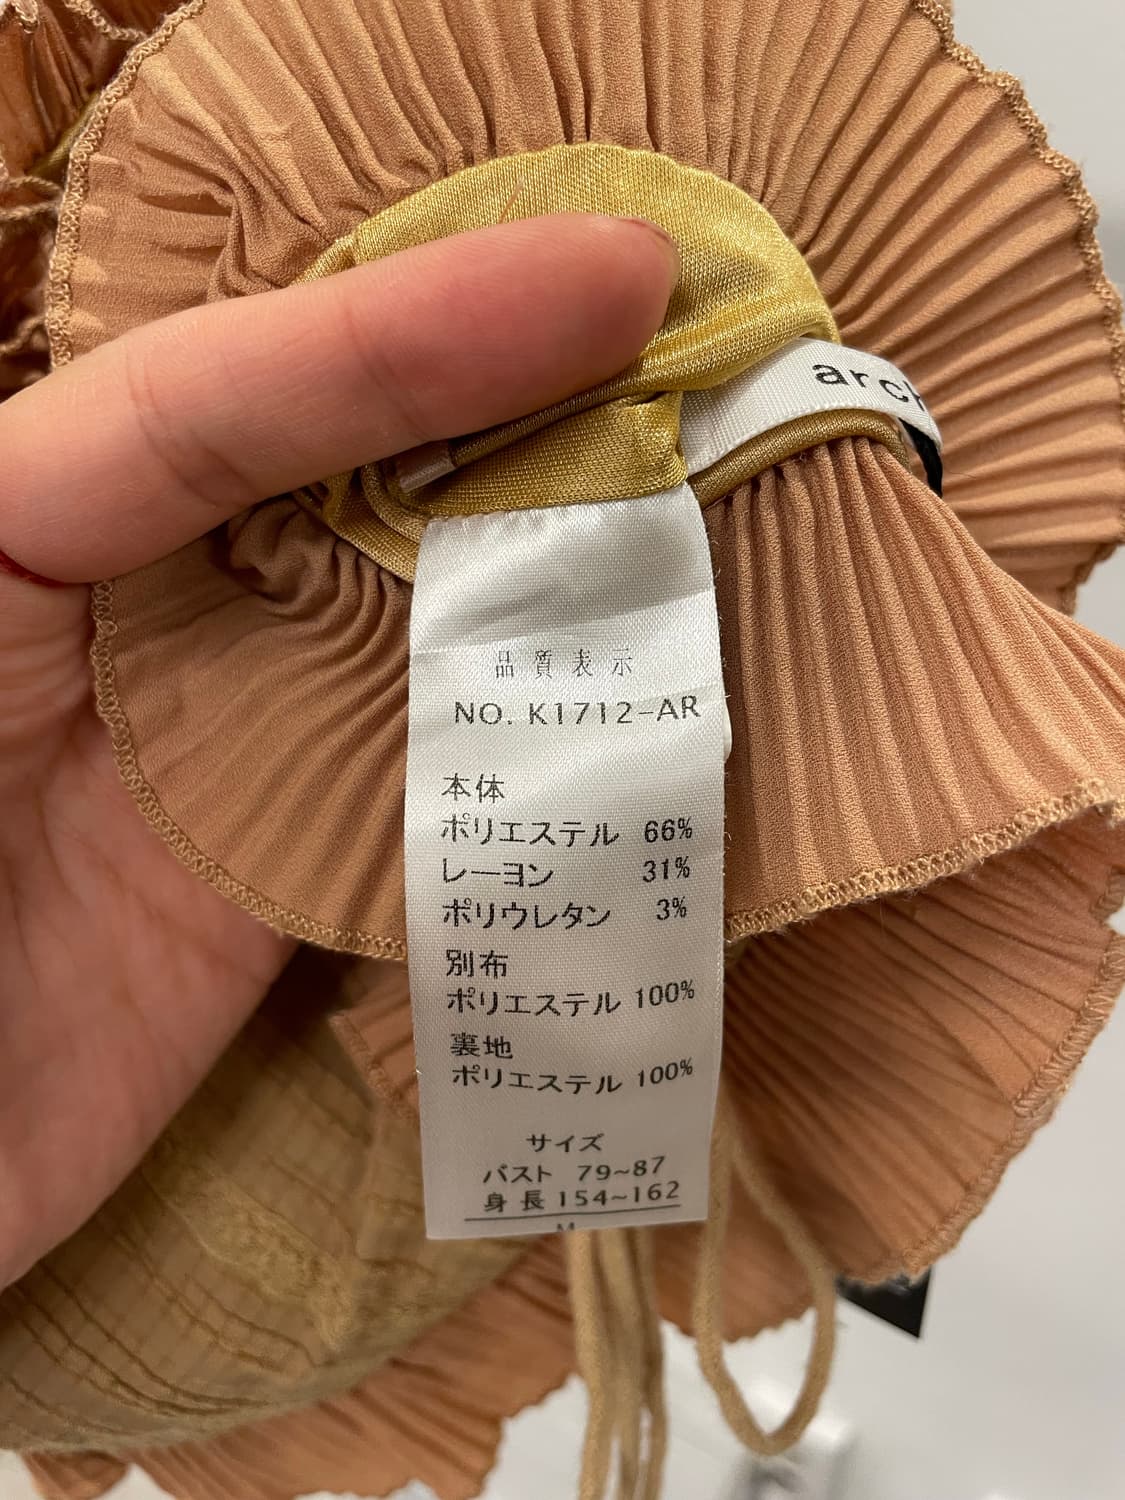 品質表示
NO. K1712-AR
本体
ポリエステル 66%
レーヨン 31%
ポリウレタン 3%
別布
ポリエステル 100%
裏地
ポリエステル 100%
サイズ
バスト 79~87
身長 154~162